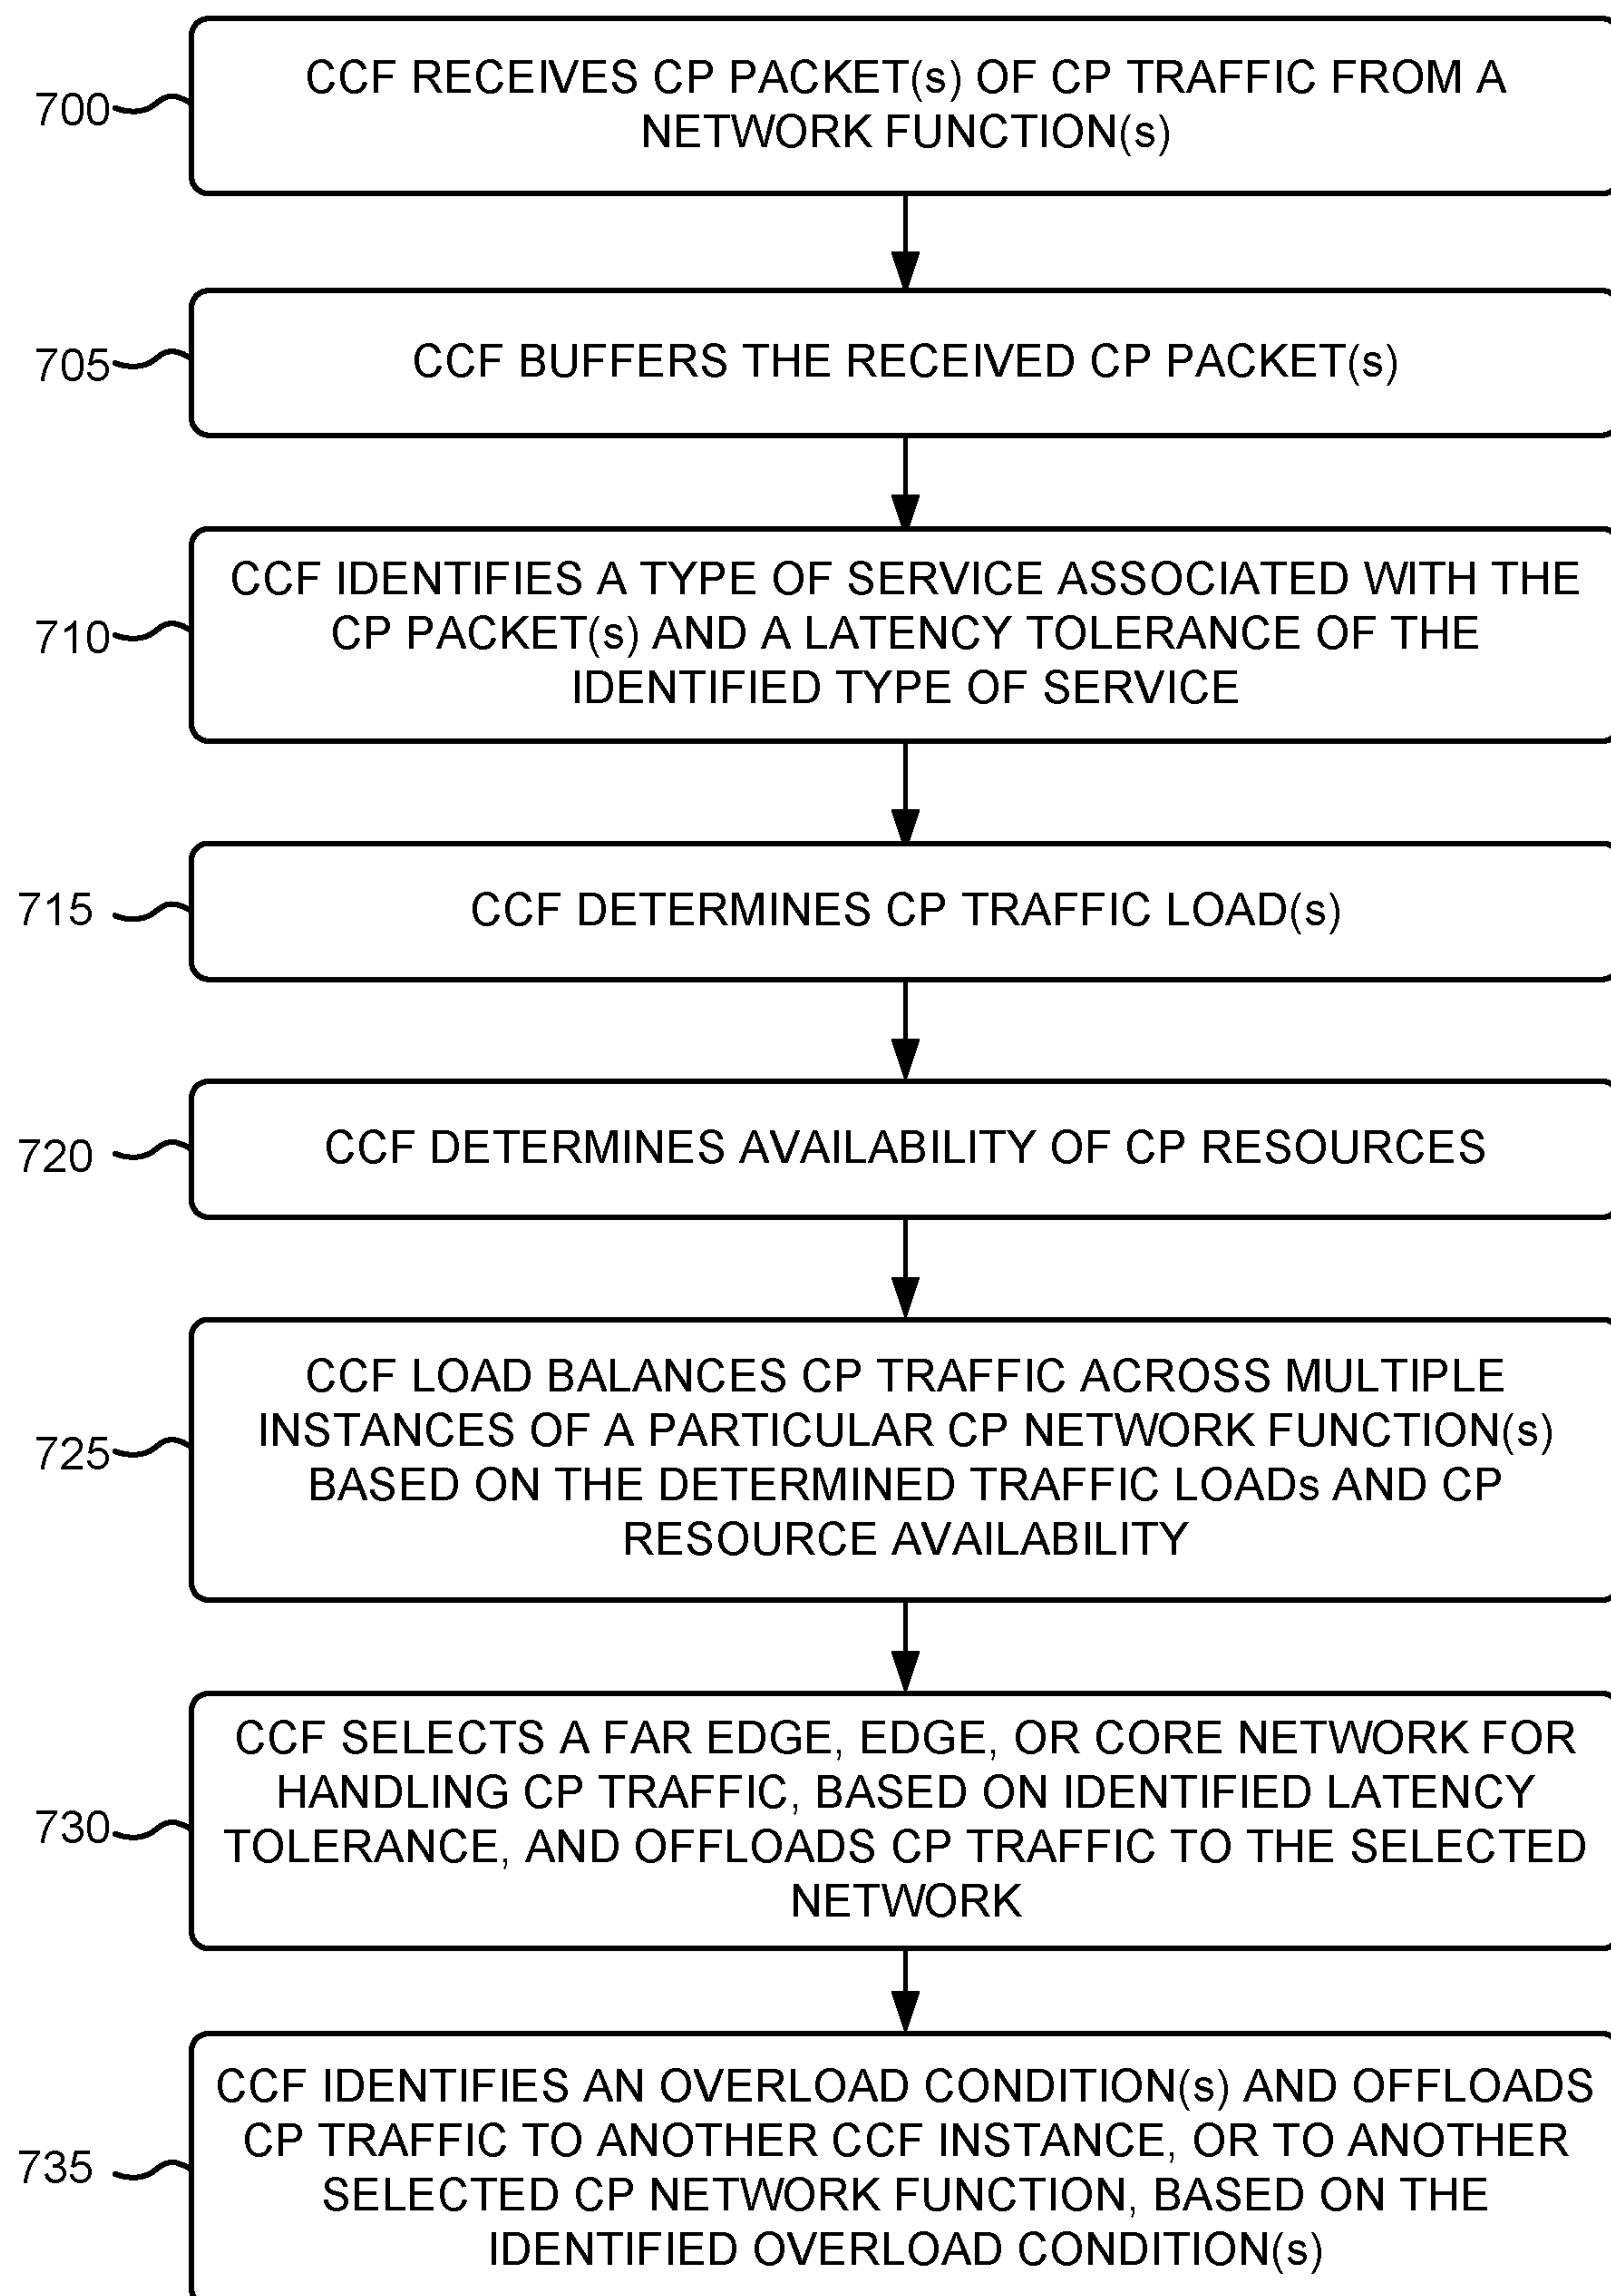 CCF RECEIVES CP PACKET(s) OF CP TRAFFIC FROM A
NETWORK FUNCTION(s)
700
CCF BUFFERS THE RECEIVED CP PACKET(s)
705
CCF IDENTIFIES A TYPE OF SERVICE ASSOCIATED WITH THE
CP PACKET(s) AND A LATENCY TOLERANCE OF THE
IDENTIFIED TYPE OF SERVICE
710
CCF DETERMINES CP TRAFFIC LOAD(s)
715
CCF DETERMINES AVAILABILITY OF CP RESOURCES
720
CCF LOAD BALANCES CP TRAFFIC ACROSS MULTIPLE
INSTANCES OF A PARTICULAR CP NETWORK FUNCTION(s)
BASED ON THE DETERMINED TRAFFIC LOADs AND CP
RESOURCE AVAILABILITY
725
CCF SELECTS A FAR EDGE, EDGE, OR CORE NETWORK FOR
HANDLING CP TRAFFIC, BASED ON IDENTIFIED LATENCY
TOLERANCE, AND OFFLOADS CP TRAFFIC TO THE SELECTED
NETWORK
730
CCF IDENTIFIES AN OVERLOAD CONDITION(s) AND OFFLOADS
CP TRAFFIC TO ANOTHER CCF INSTANCE, OR TO ANOTHER
SELECTED CP NETWORK FUNCTION, BASED ON THE
IDENTIFIED OVERLOAD CONDITION(s)
735